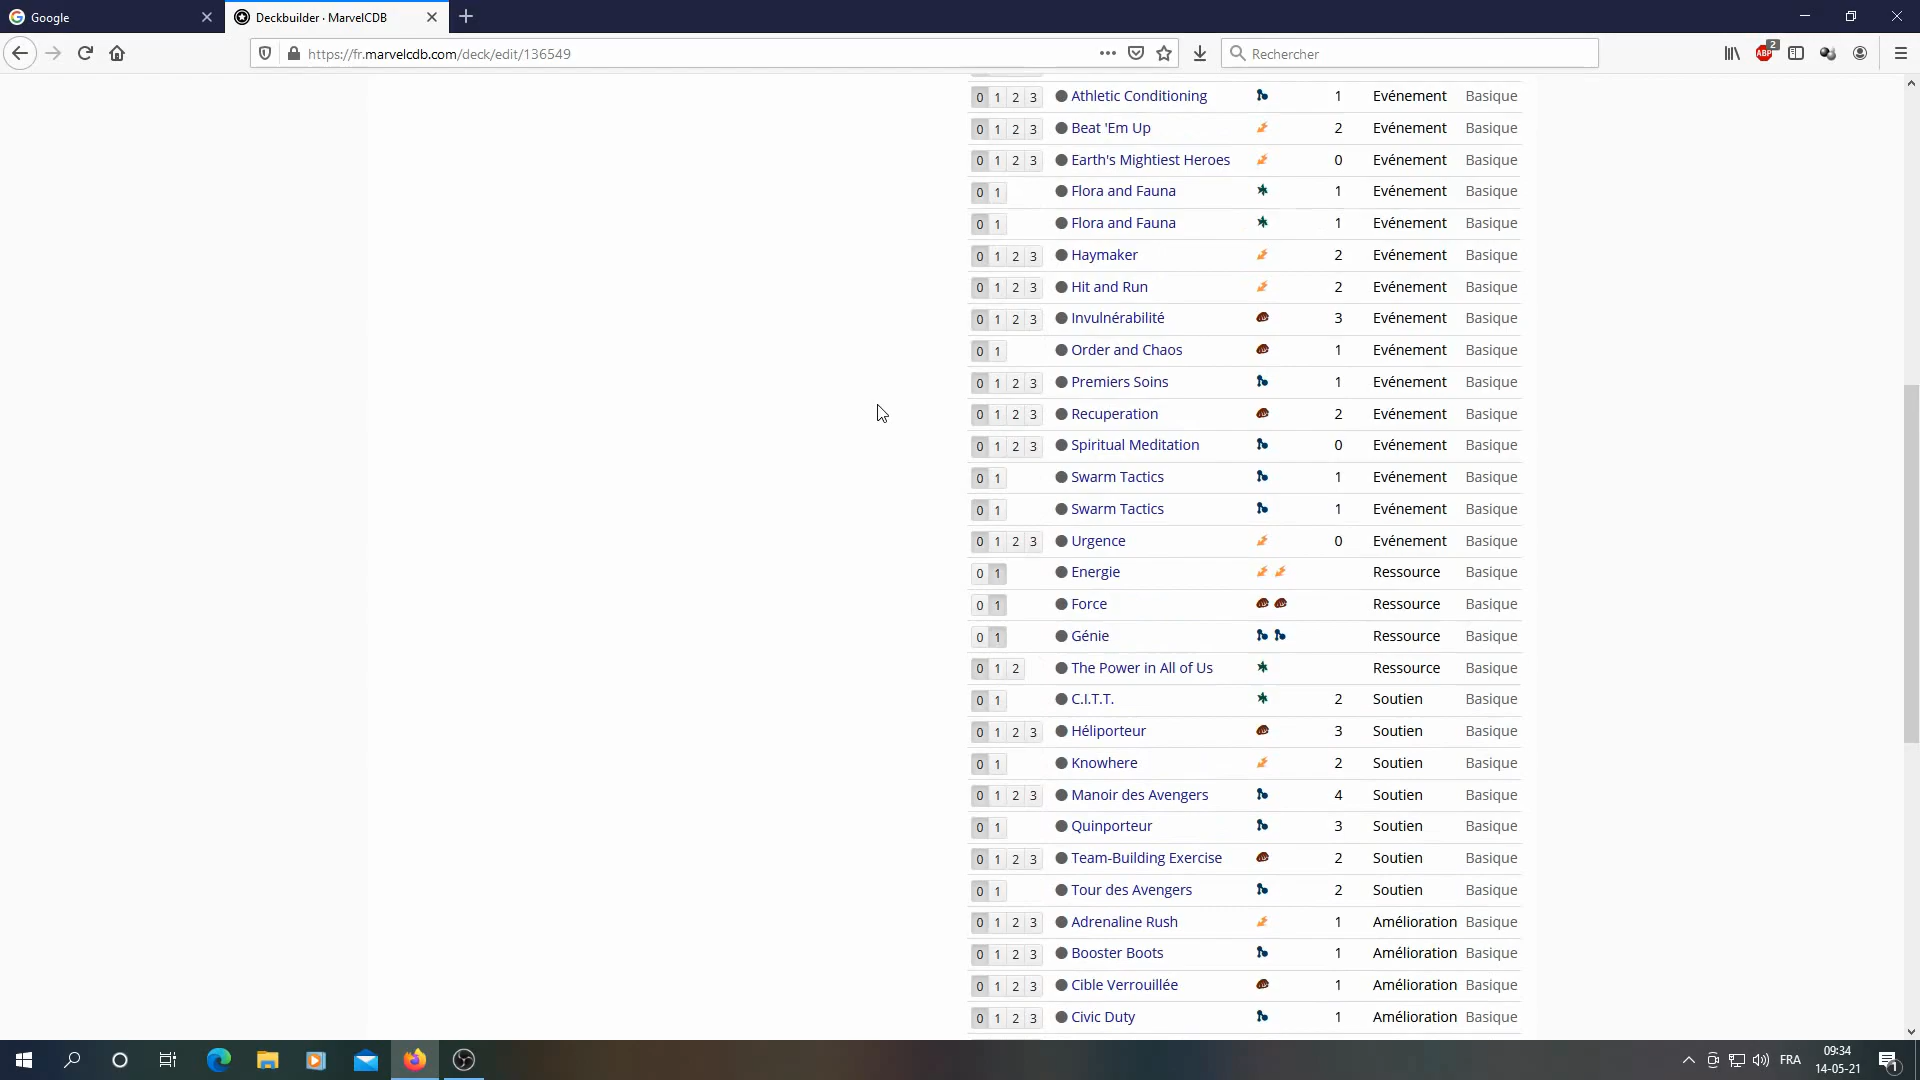 Google
Deckbuilder · MarvelCDB
https://fr.marvelcdb.com/deck/edit/136549
Rechercher
ABP 2
0 1 2 3 Athletic Conditioning 1 Evénement Basique
0 1 2 3 Beat 'Em Up 2 Evénement Basique
0 1 2 3 Earth's Mightiest Heroes 0 Evénement Basique
0 1 Flora and Fauna 1 Evénement Basique
0 1 Flora and Fauna 1 Evénement Basique
0 1 2 3 Haymaker 2 Evénement Basique
0 1 2 3 Hit and Run 2 Evénement Basique
0 1 2 3 Invulnérabilité 3 Evénement Basique
0 1 Order and Chaos 1 Evénement Basique
0 1 2 3 Premiers Soins 1 Evénement Basique
0 1 2 3 Recuperation 2 Evénement Basique
0 1 2 3 Spiritual Meditation 0 Evénement Basique
0 1 Swarm Tactics 1 Evénement Basique
0 1 Swarm Tactics 1 Evénement Basique
0 1 2 3 Urgence 0 Evénement Basique
0 1 Energie Ressource Basique
0 1 Force Ressource Basique
0 1 Génie Ressource Basique
0 1 2 The Power in All of Us Ressource Basique
0 1 C.I.T.T. 2 Soutien Basique
0 1 2 3 Héliporteur 3 Soutien Basique
0 1 Knowhere 2 Soutien Basique
0 1 2 3 Manoir des Avengers 4 Soutien Basique
0 1 Quinporteur 3 Soutien Basique
0 1 2 3 Team-Building Exercise 2 Soutien Basique
0 1 Tour des Avengers 2 Soutien Basique
0 1 2 3 Adrenaline Rush 1 Amélioration Basique
0 1 2 3 Booster Boots 1 Amélioration Basique
0 1 2 3 Cible Verrouillée 1 Amélioration Basique
0 1 2 3 Civic Duty 1 Amélioration Basique
FRA
09:34
14-05-21
1